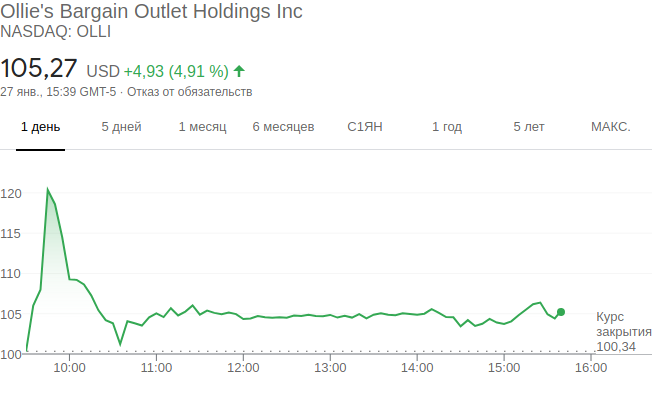 Ollie's Bargain Outlet Holdings Inc
NASDAQ: OLLI
105,27 USD +4,93 (4,91 %)
27 янв., 15:39 GMT-5 · Отказ от обязательств
1 день 5 дней 1 месяц 6 месяцев С1ЯН 1 год 5 лет МАКС.
120
115
110
105
Курс
закрытия
100,34
100
10:00 11:00 12:00 13:00 14:00 15:00 16:00